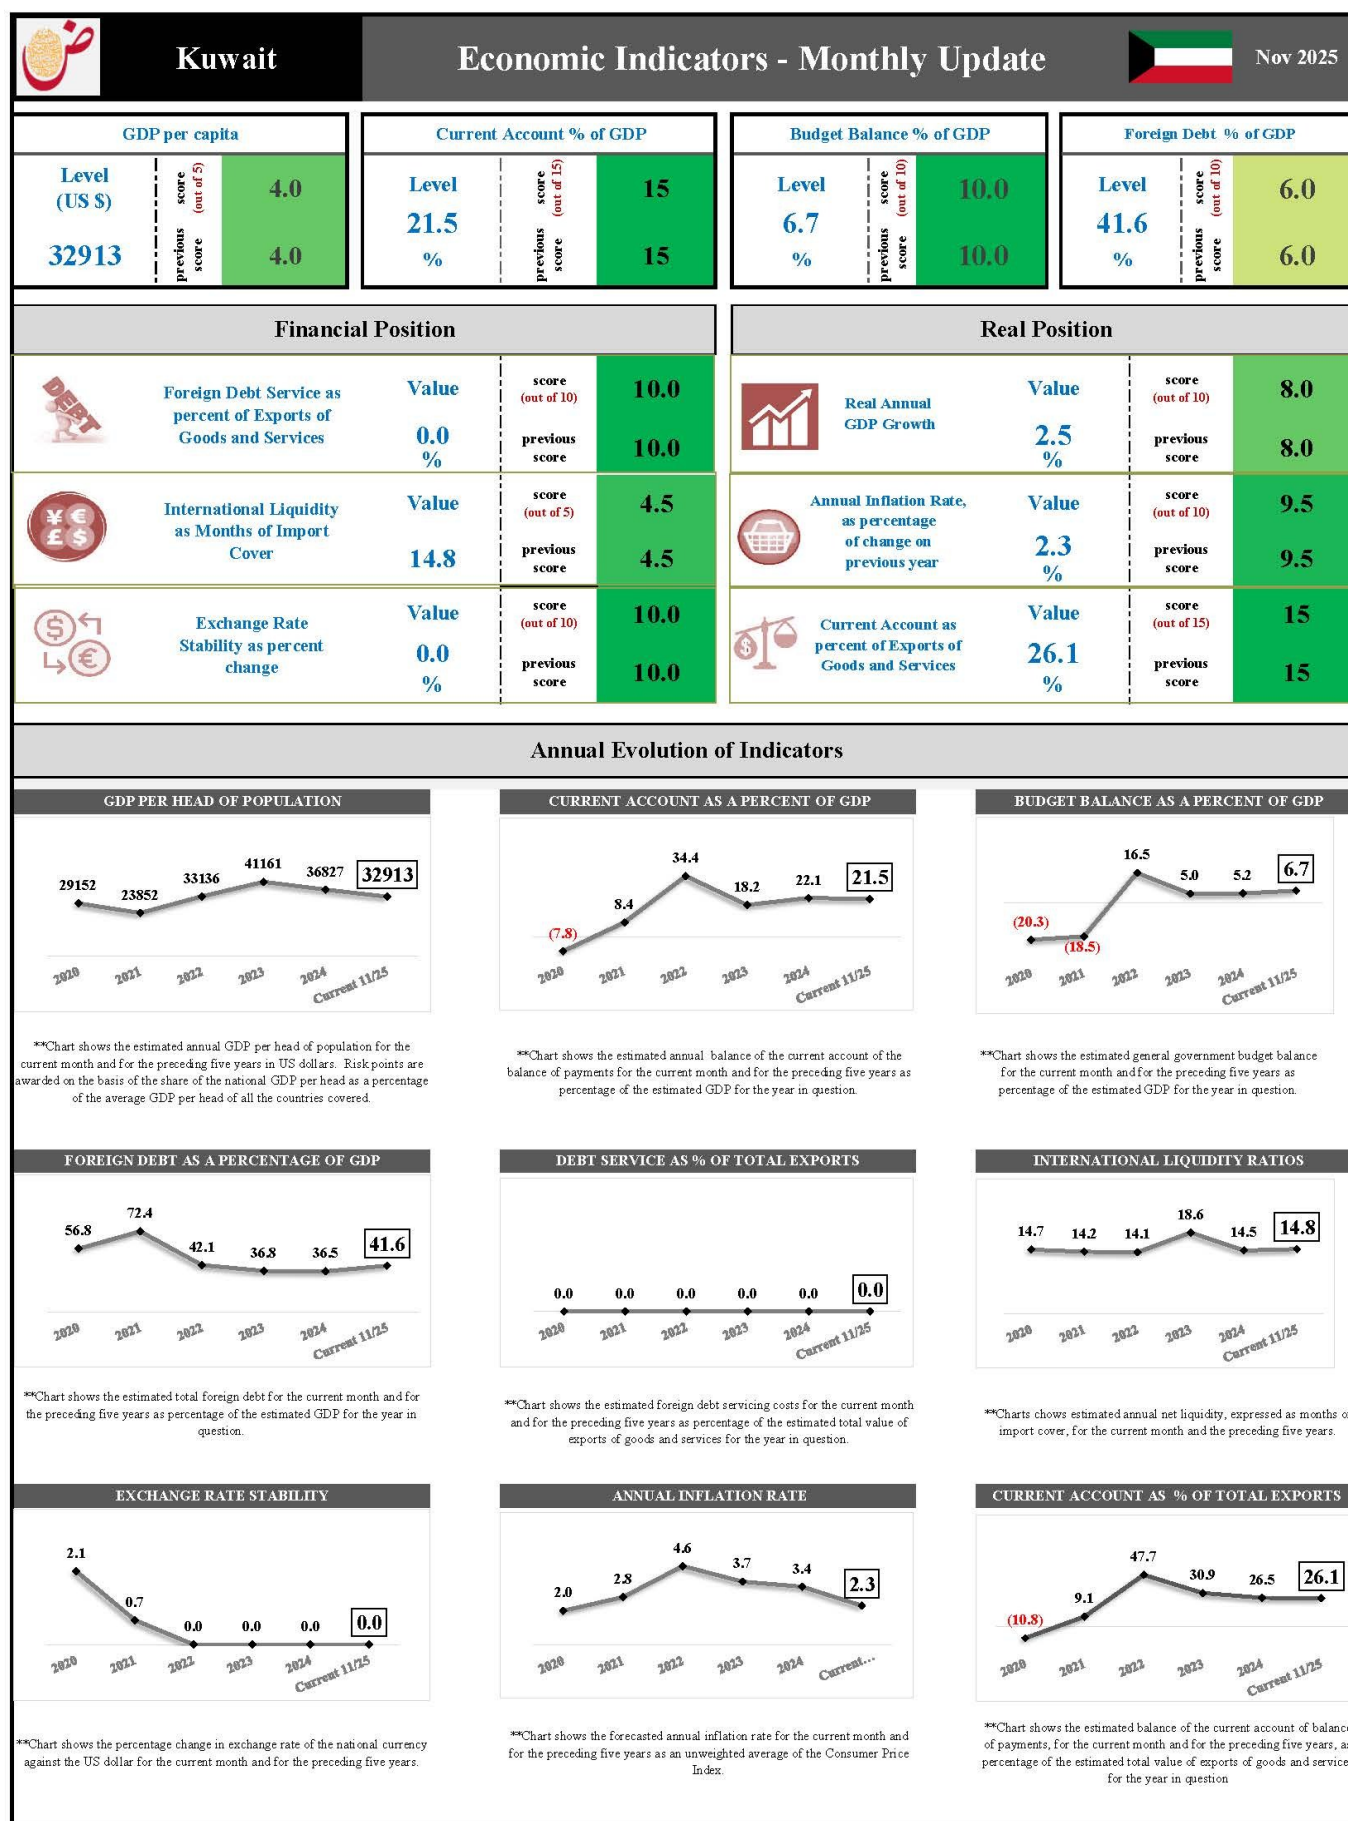 Kuwait
Economic Indicators - Monthly Update
Nov 2025
GDP per capita
Level
(US $)
32913
score
(out of 5)
4.0
previous
score
4.0
Current Account % of GDP
Level
21.5
%
score
(out of 15)
15
previous
score
15
Budget Balance % of GDP
Level
6.7
%
score
(out of 10)
10.0
previous
score
10.0
Foreign Debt % of GDP
Level
41.6
%
score
(out of 10)
6.0
previous
score
6.0
Financial Position
DEBT
Foreign Debt Service as
percent of Exports of
Goods and Services
Value
0.0
%
score
(out of 10)
10.0
previous
score
10.0
¥ €
£ $
International Liquidity
as Months of Import
Cover
Value
14.8
score
(out of 5)
4.5
previous
score
4.5
$
€
Exchange Rate
Stability as percent
change
Value
0.0
%
score
(out of 10)
10.0
previous
score
10.0
Real Position
Real Annual
GDP Growth
Value
2.5
%
score
(out of 10)
8.0
previous
score
8.0
Annual Inflation Rate,
as percentage
of change on
previous year
Value
2.3
%
score
(out of 10)
9.5
previous
score
9.5
$
Current Account as
percent of Exports of
Goods and Services
Value
26.1
%
score
(out of 15)
15
previous
score
15
Annual Evolution of Indicators
GDP PER HEAD OF POPULATION
29152 23852 33136 41161 36827 32913
2020 2021 2022 2023 2024 Current 11/25
**Chart shows the estimated annual GDP per head of population for the
current month and for the preceding five years in US dollars. Risk points are
awarded on the basis of the share of the national GDP per head as a percentage
of the average GDP per head of all the countries covered.
CURRENT ACCOUNT AS A PERCENT OF GDP
(7.8) 8.4 34.4 18.2 22.1 21.5
2020 2021 2022 2023 2024 Current 11/25
**Chart shows the estimated annual balance of the current account of the
balance of payments for the current month and for the preceding five years as
percentage of the estimated GDP for the year in question.
BUDGET BALANCE AS A PERCENT OF GDP
(20.3) (18.5) 16.5 5.0 5.2 6.7
2020 2021 2022 2023 2024 Current 11/25
**Chart shows the estimated general government budget balance
for the current month and for the preceding five years as
percentage of the estimated GDP for the year in question.
FOREIGN DEBT AS A PERCENTAGE OF GDP
56.8 72.4 42.1 36.8 36.5 41.6
2020 2021 2022 2023 2024 Current 11/25
**Chart shows the estimated total foreign debt for the current month and for
the preceding five years as percentage of the estimated GDP for the year in
question.
DEBT SERVICE AS % OF TOTAL EXPORTS
0.0 0.0 0.0 0.0 0.0 0.0
2020 2021 2022 2023 2024 Current 11/25
**Chart shows the estimated foreign debt servicing costs for the current month
and for the preceding five years as percentage of the estimated total value of
exports of goods and services for the year in question.
INTERNATIONAL LIQUIDITY RATIOS
14.7 14.2 14.1 18.6 14.5 14.8
2020 2021 2022 2023 2024 Current 11/25
**Charts chows estimated annual net liquidity, expressed as months o
import cover, for the current month and the preceding five years.
EXCHANGE RATE STABILITY
2.1 0.7 0.0 0.0 0.0 0.0
2020 2021 2022 2023 2024 Current 11/25
**Chart shows the percentage change in exchange rate of the national currency
against the US dollar for the current month and for the preceding five years.
ANNUAL INFLATION RATE
2.0 2.8 4.6 3.7 3.4 2.3
2020 2021 2022 2023 2024 Current...
**Chart shows the forecasted annual inflation rate for the current month and
for the preceding five years as an unweighted average of the Consumer Price
Index.
CURRENT ACCOUNT AS % OF TOTAL EXPORTS
(10.8) 9.1 47.7 30.9 26.5 26.1
2020 2021 2022 2023 2024 Current 11/25
**Chart shows the estimated balance of the current account of balance
of payments, for the current month and for the preceding five years, as
percentage of the estimated total value of exports of goods and service
for the year in question